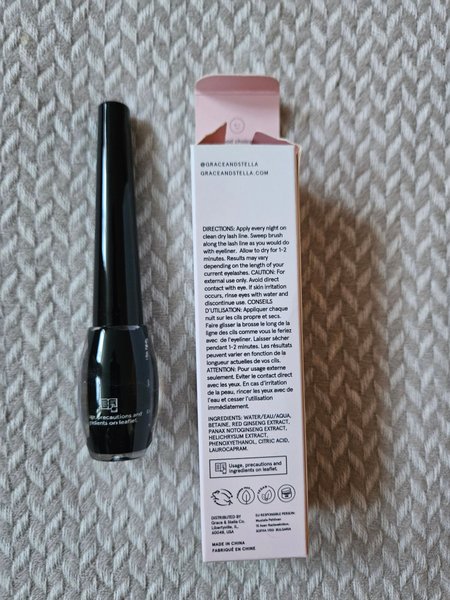 @GRACEANDSTELLA
GRACEANDSTELLA.COM
DIRECTIONS: Apply every night on
clean dry lash line. Sweep brush
along the lash line as you would do
with eyeliner. Allow to dry for 1-2
minutes. Results may vary
depending on the length of your
current eyelashes. CAUTION: For
external use only. Avoid direct
contact with eye. If skin irritation
occurs, rinse eyes with water and
discontinue use. CONSEILS
D'UTILISATION: Appliquer chaque
nuit sur les cils propre et secs.
Faire glisser la brosse le long de la
ligne des cils comme vous le feriez
avec de l'eyeliner. Laisser sécher
pendant 1-2 minutes. Les résultats
peuvent varier en fonction de la
longueur actuelle de vos cils.
ATTENTION: Pour usage externe
seulement. Eviter le contact direct
avec les yeux. En cas d'irritation
de la peau, rincer les yeux avec de
l'eau et cesser l'utilisation
immédiatement.
INGREDIENTS: WATER/EAU/AQUA,
BETAINE, RED GINSENG EXTRACT,
PANAX NOTOGINSENG EXTRACT,
HELICHRYSUM EXTRACT,
PHENOXYETHANOL, CITRIC ACID,
LAUROCAPRAM.
Usage, precautions and
ingredients on leaflet.
DISTRIBUTED BY
Grace & Stella Co.
Libertyville, IL
60048, USA
EU RESPONSIBLE PERSON:
SOFIA 1124 BULGARIA
MADE IN CHINA
FABRIQUÉ EN CHINE
age, precautions and
edients on leaflet.